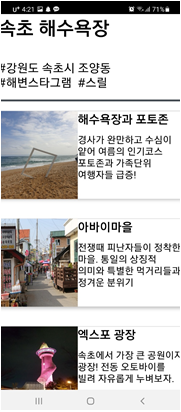 4:21
71%
속초 해수욕장
#강원도 속초시 조양동
#해변스타그램 #스릴
해수욕장과 포토존
경사가 완만하고 수심이
얕어 여름의 인기코스
포토존과 가족단위
여행자들 급증!
아바이마을
전쟁때 피난자들이 정착한
마을. 통일의 상징적
의미와 특별한 먹거리들과
정겨운 분위기
엑스포 광장
속초에서 가장 큰 공원이자
광장! 전동 오토바이를
빌려 자유롭게 누벼보자.